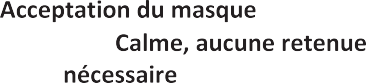 Acceptation du masque
Calme, aucune retenue
nécessaire